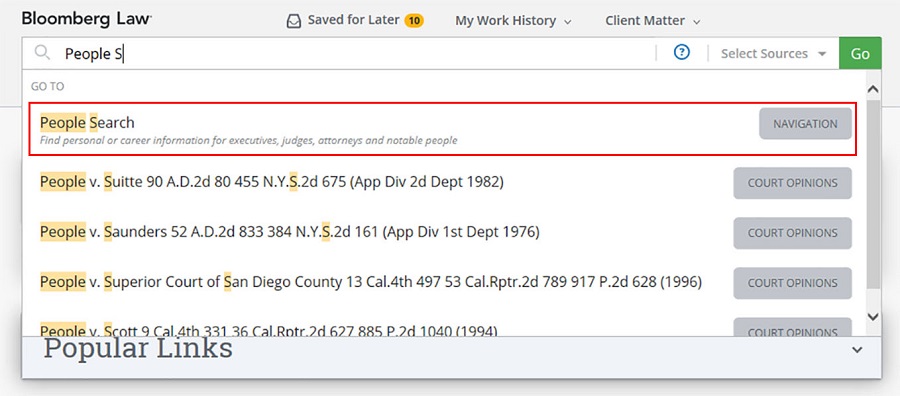 Bloomberg Law®
Saved for Later 10 My Work History Client Matter
People S ? Select Sources Go
GO TO
People Search NAVIGATION
Find personal or career information for executives, judges, attorneys and notable people
People v. Suitte 90 A.D.2d 80 455 N.Y.S.2d 675 (App Div 2d Dept 1982) COURT OPINIONS
People v. Saunders 52 A.D.2d 833 384 N.Y.S.2d 161 (App Div 1st Dept 1976) COURT OPINIONS
People v. Superior Court of San Diego County 13 Cal.4th 497 53 Cal.Rptr.2d 789 917 P.2d 628 (1996) COURT OPINIONS
People v. Scott 9 Cal.4th 331 36 Cal.Rptr.2d 627 885 P.2d 1040 (1994) COURT OPINIONS
Popular Links